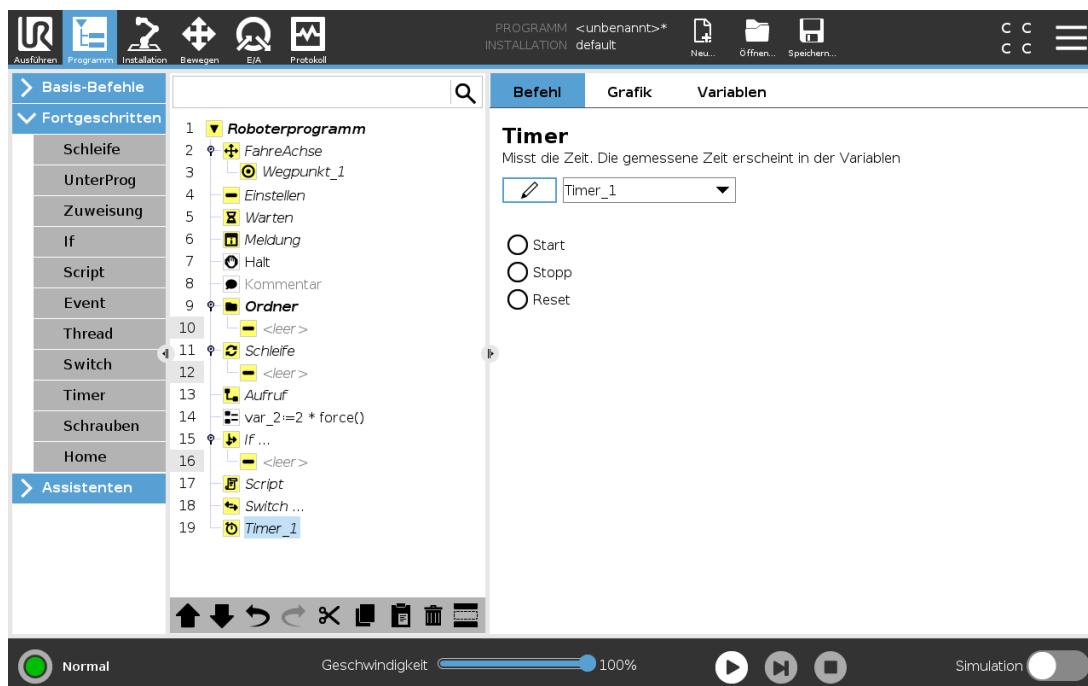 UR
PROGRAMM <unbenannt>*
INSTALLATION default
C C
C C
Ausführen Programm Installation Bewegen E/A Protokoll Neu... Öffnen... Speichern...
Basis-Befehle
Fortgeschritten
Schleife
UnterProg
Zuweisung
If
Script
Event
Thread
Switch
Timer
Schrauben
Home
Assistenten
1 Roboterprogramm
2 FahreAchse
3 Wegpunkt_1
4 Einstellen
5 Warten
6 Meldung
7 Halt
8 Kommentar
9 Ordner
10 <leer>
11 Schleife
12 <leer>
13 Aufruf
14 var_2:=2 * force()
15 If ...
16 <leer>
17 Script
18 Switch ...
19 Timer_1
Befehl Grafik Variablen
Timer
Misst die Zeit. Die gemessene Zeit erscheint in der Variablen
Timer_1
Start
Stopp
Reset
Normal Geschwindigkeit 100% Simulation